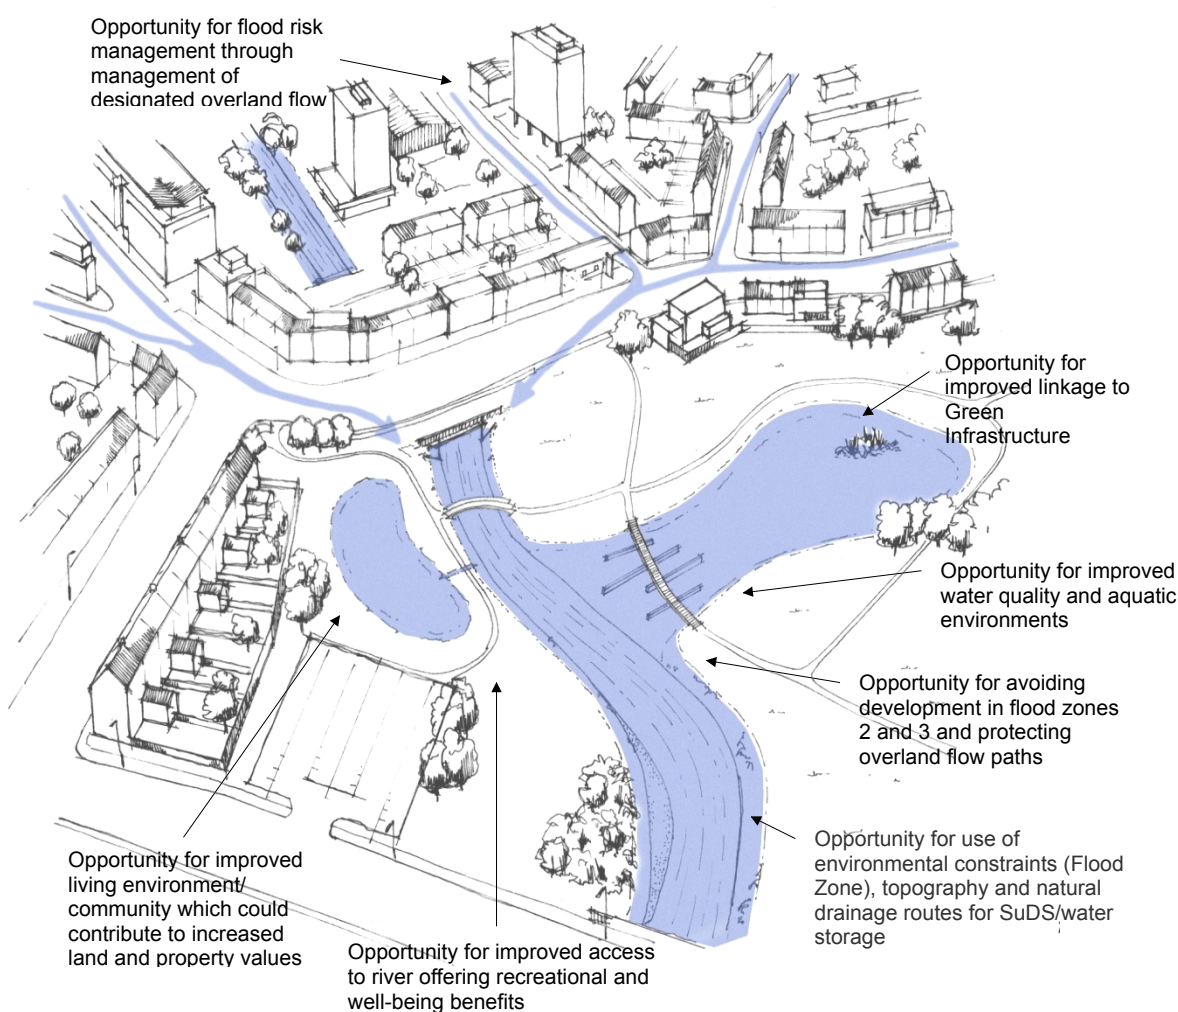 Opportunity for flood risk
management through
management of
designated overland flow
Opportunity for
improved linkage to
Green
Infrastructure
Opportunity for improved
water quality and aquatic
environments
Opportunity for avoiding
development in flood zones
2 and 3 and protecting
overland flow paths
Opportunity for use of
environmental constraints (Flood
Zone), topography and natural
drainage routes for SuDS/water
storage
Opportunity for improved
living environment/
community which could
contribute to increased
land and property values
Opportunity for improved access
to river offering recreational and
well-being benefits